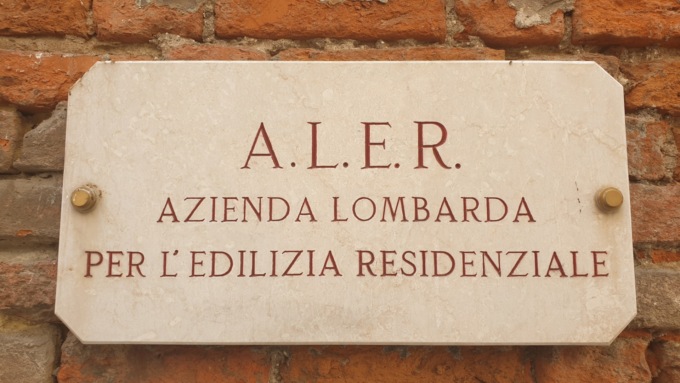 A.L.E.R.
AZIENDA LOMBARDA
PER L'EDILIZIA RESIDENZIALE